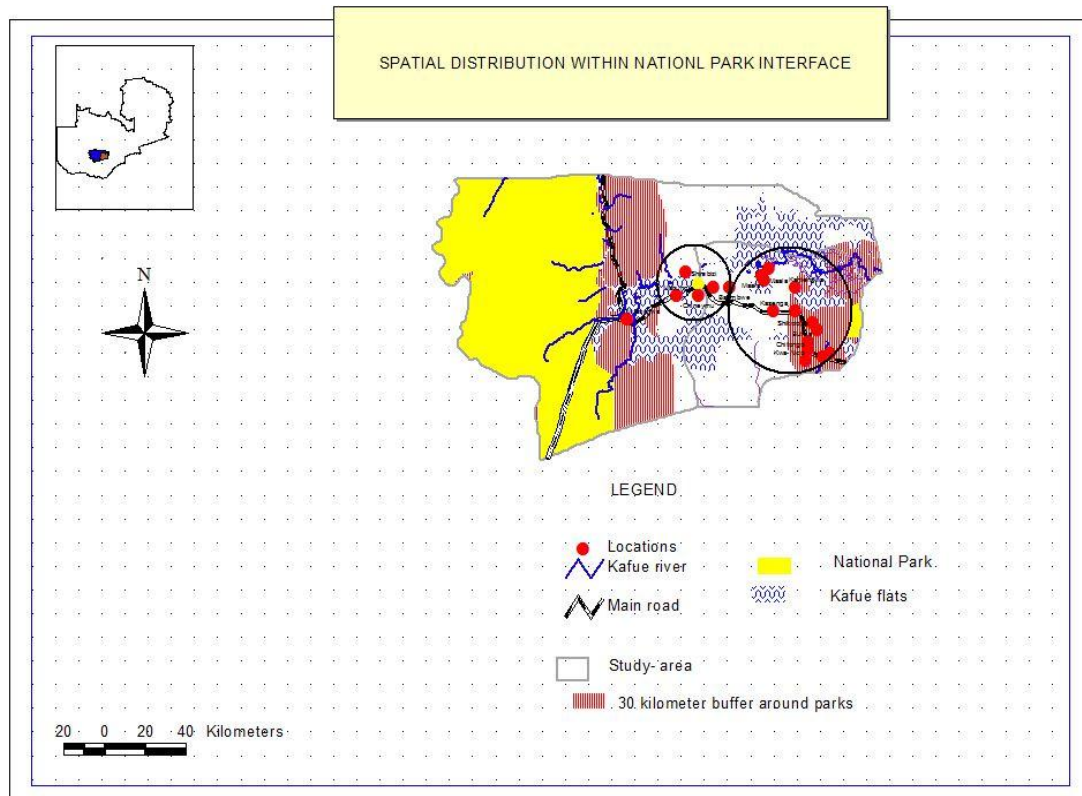 SPATIAL DISTRIBUTION WITHIN NATIONL PARK INTERFACE
N
Kasenga
LEGEND
Locations
Kafue river
Main road
National Park
Kafue flats
Study-area
30 kilometer buffer around parks
20 0 20 40 Kilometers